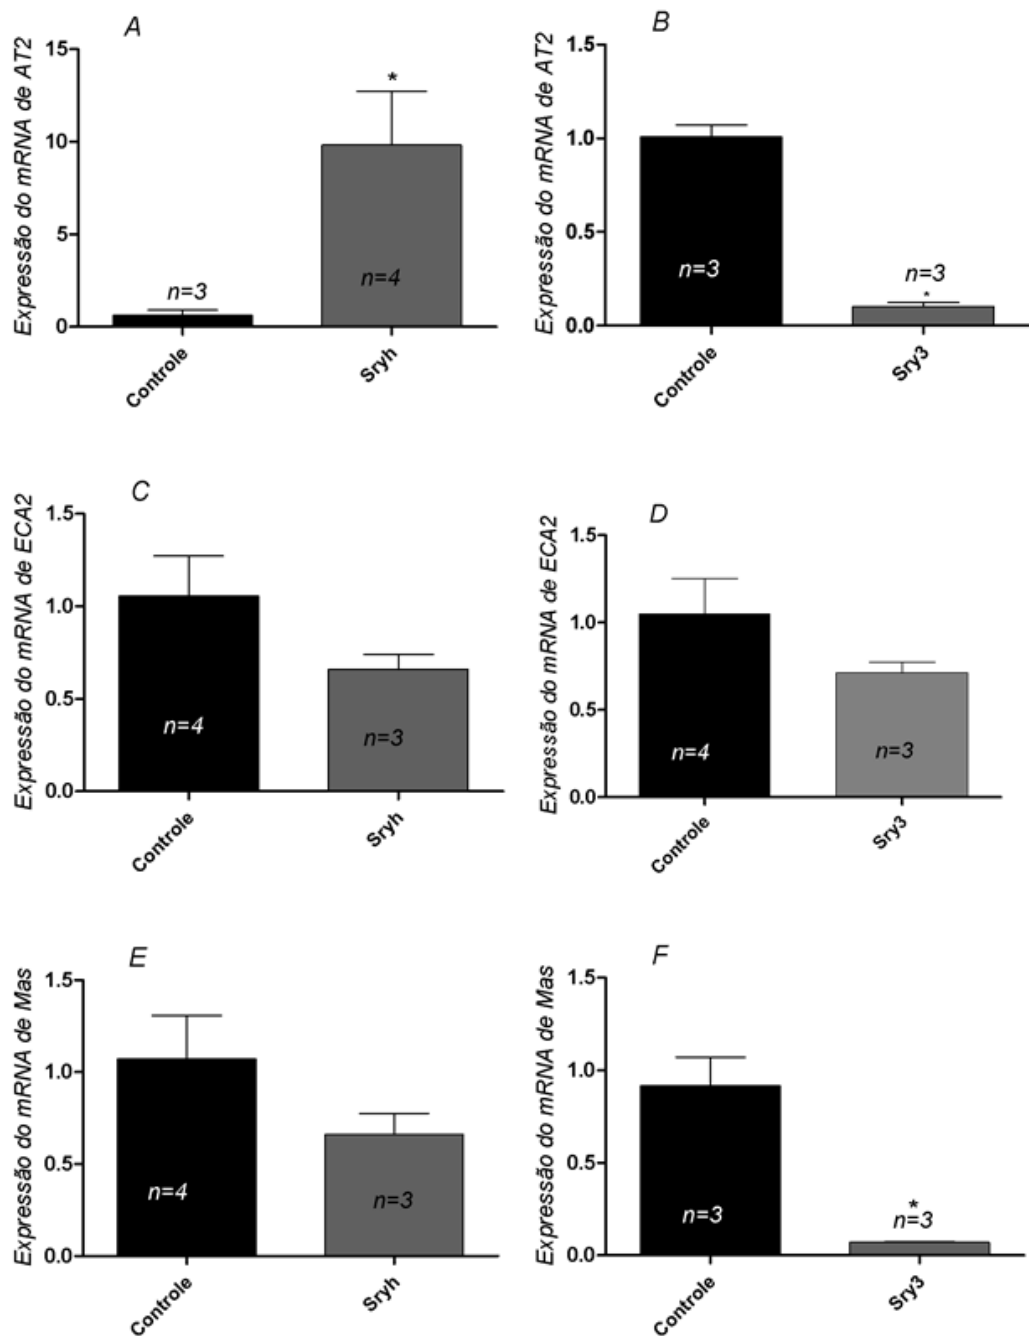 A
Expressão do mRNA de AT2
15
10
5
0
*
n=3
n=4
Controle
Sryh
B
Expressão do mRNA de AT2
1.5
1.0
0.5
0.0
n=3
n=3
*
Controle
Sry3
C
Expressão do mRNA de ECA2
1.5
1.0
0.5
0.0
n=4
n=3
Controle
Sryh
D
Expressão do mRNA de ECA2
1.5
1.0
0.5
0.0
n=4
n=3
Controle
Sry3
E
Expressão do mRNA de Mas
1.5
1.0
0.5
0.0
n=4
n=3
Controle
Sryh
F
Expressão do mRNA de Mas
1.5
1.0
0.5
0.0
n=3
*
n=3
Controle
Sry3